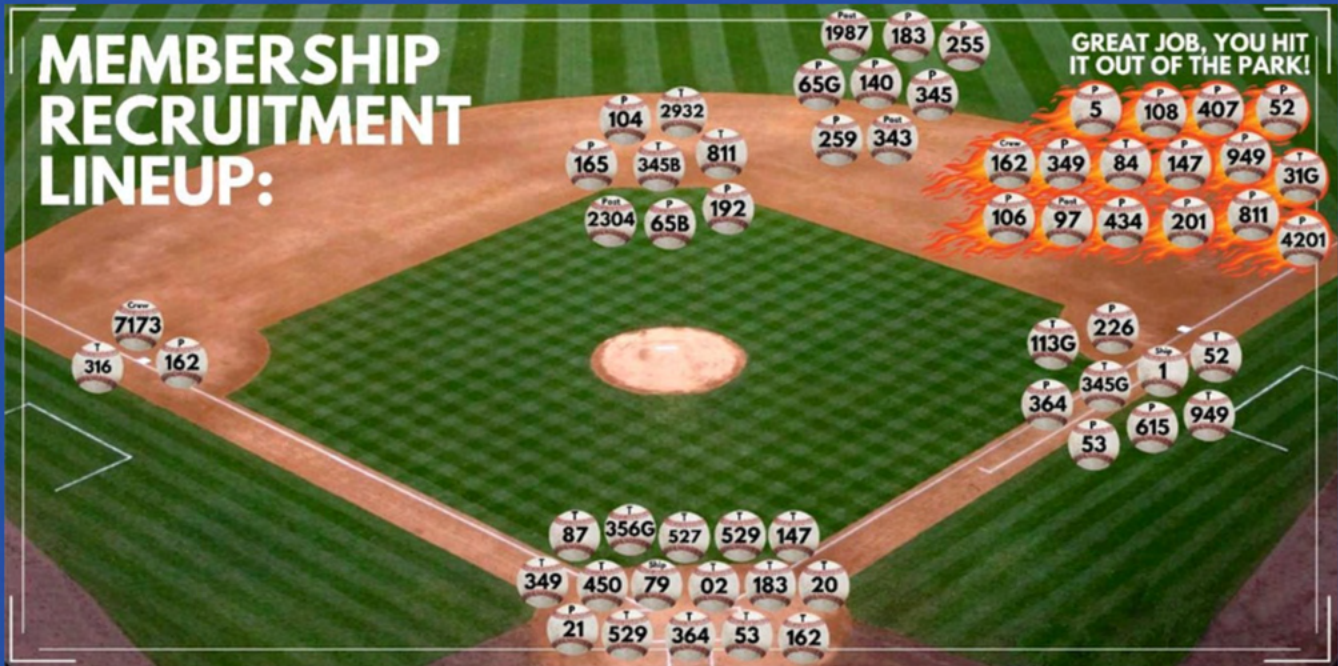 MEMBERSHIP
RECRUITMENT
LINEUP:
GREAT JOB, YOU HIT
IT OUT OF THE PARK!
Post 1987
P 183
P 255
P 65G
P 140
P 345
P 259
Post 343
P 104
T 2932
P 165
T 345B
T 811
Post 2304
P 65B
P 192
P 5
P 108
P 407
P 52
Crew 162
P 349
P 84
P 147
P 949
T 31G
P 106
Post 97
P 434
P 201
P 811
P 4201
Crew 7173
T 316
P 162
T 113G
P 226
Ship 1
T 52
P 364
T 345G
P 53
P 615
T 949
T 87
T 356G
T 527
T 529
T 147
T 349
T 450
Ship 79
T 02
T 183
T 20
P 21
T 529
T 364
T 53
T 162